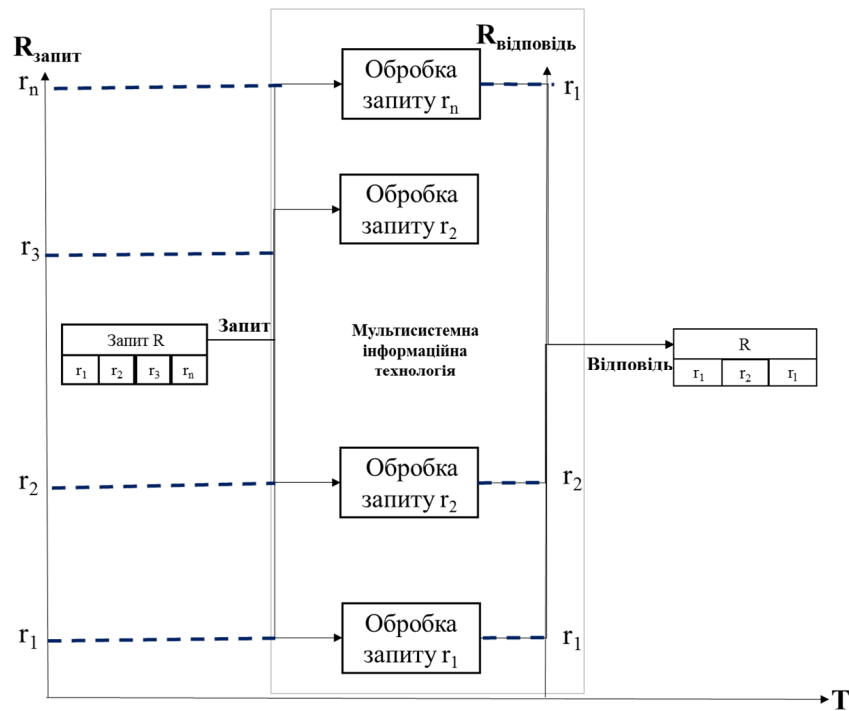 Rзапит
Rвідповідь
rn
Обробка
запиту rn
r1
Обробка
запиту r2
r3
Запит R
r1 r2 r3 rn
Запит
Мультисистемна
інформаційна
технологія
Відповідь
R
r1 r2 rl
r2
Обробка
запиту r2
r2
r1
Обробка
запиту r1
r1
T